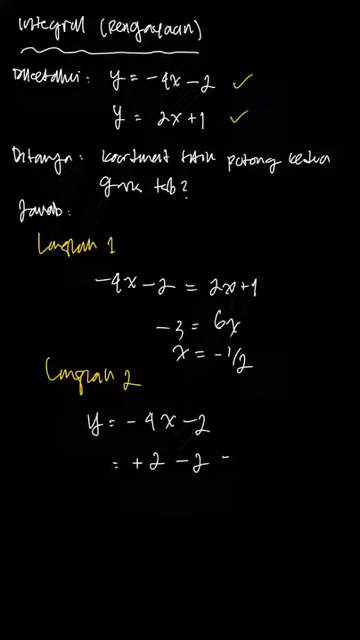 Integral (Pengayaan)
Diketahui: y = -4x - 2 ✓
y = 2x + 1 ✓
Ditanya: koordinat titik potong kedua
garis tsb?
Jawab:
Langkah 1
-4x - 2 = 2x + 1
-3 = 6x
x = -1/2
Langkah 2
y = - 4x - 2
= + 2 - 2 =